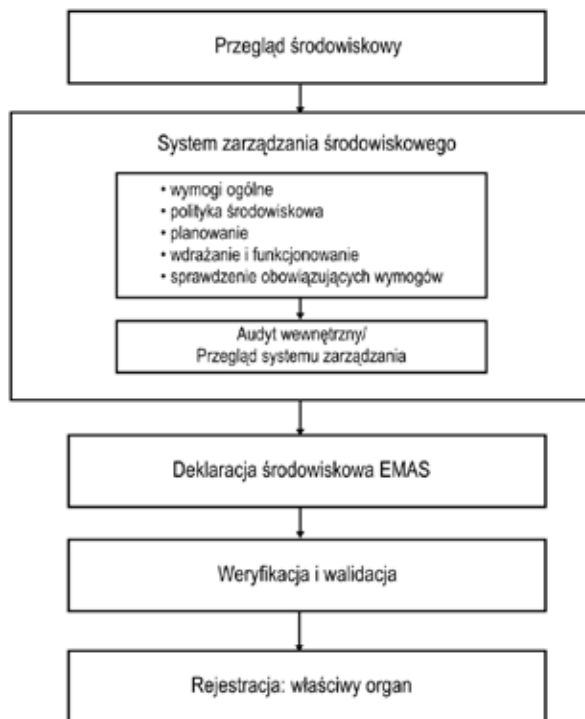 Przegląd środowiskowy
System zarządzania środowiskowego
• wymogi ogólne
• polityka środowiskowa
• planowanie
• wdrażanie i funkcjonowanie
• sprawdzenie obowiązujących wymogów
Audyt wewnętrzny/
Przegląd systemu zarządzania
Deklaracja środowiskowa EMAS
Weryfikacja i walidacja
Rejestracja: właściwy organ